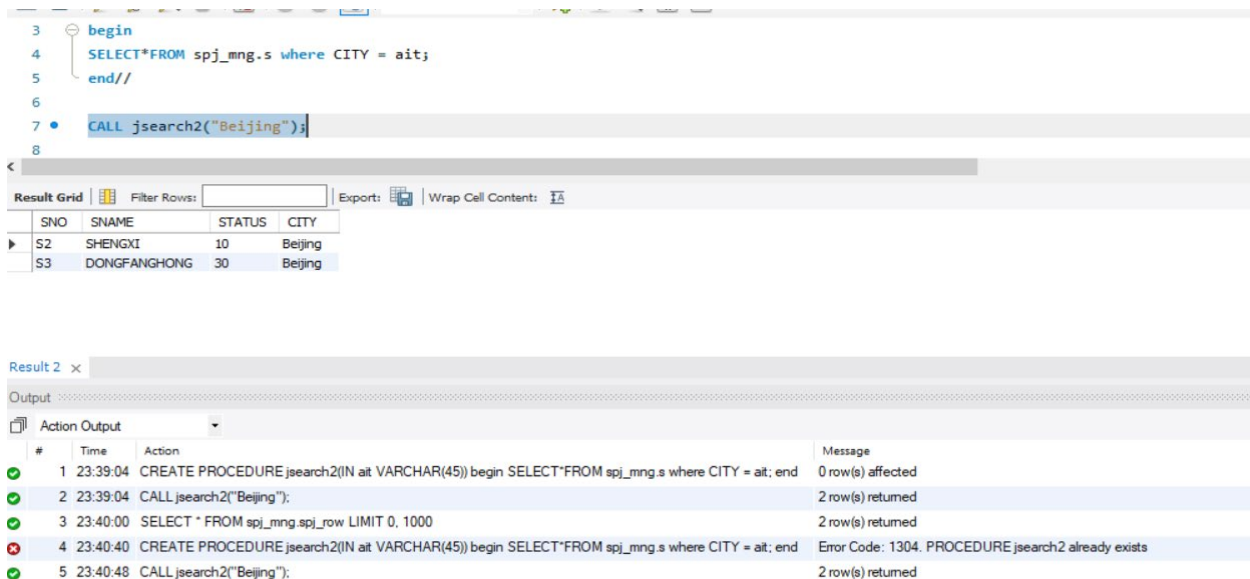 3 begin
4 SELECT*FROM spj_mng.s where CITY = ait;
5 end//
6
7 CALL jsearch2("Beijing");
8
Result Grid Filter Rows: Export: Wrap Cell Content:
SNO SNAME STATUS CITY
S2 SHENGXI 10 Beijing
S3 DONGFANGHONG 30 Beijing
Result 2
Output
Action Output
# Time Action Message
1 23:39:04 CREATE PROCEDURE jsearch2(IN ait VARCHAR(45)) begin SELECT*FROM spj_mng.s where CITY = ait; end 0 row(s) affected
2 23:39:04 CALL jsearch2("Beijing"); 2 row(s) returned
3 23:40:00 SELECT * FROM spj_mng.spj_row LIMIT 0, 1000 2 row(s) returned
4 23:40:40 CREATE PROCEDURE jsearch2(IN ait VARCHAR(45)) begin SELECT*FROM spj_mng.s where CITY = ait; end Error Code: 1304. PROCEDURE jsearch2 already exists
5 23:40:48 CALL jsearch2("Beijing"); 2 row(s) returned